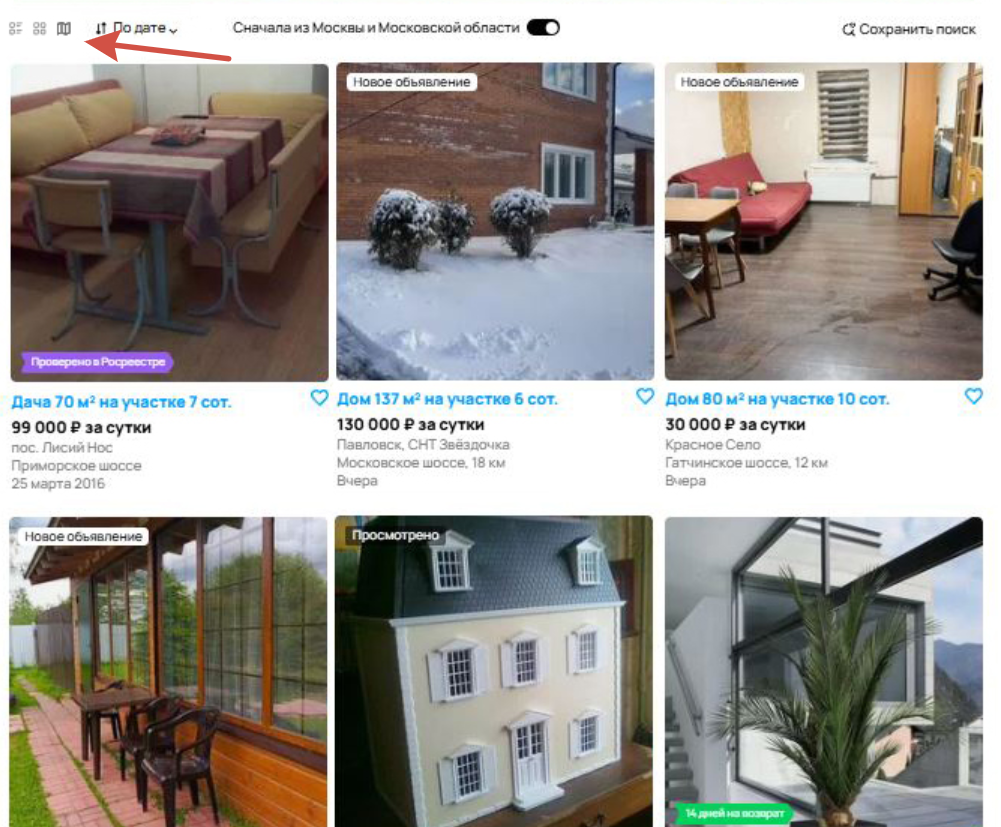 По дате
Сначала из Москвы и Московской области
Сохранить поиск
Новое объявление
Новое объявление
Проверено в Росреестре
Дача 70 м² на участке 7 сот.
99 000 ₽ за сутки
пос. Лисий Нос
Приморское шоссе
25 марта 2016
Дом 137 м² на участке 6 сот.
130 000 ₽ за сутки
Павловск, СНТ Звёздочка
Московское шоссе, 18 км
Вчера
Дом 80 м² на участке 10 сот.
30 000 ₽ за сутки
Красное Село
Гатчинское шоссе, 12 км
Вчера
Новое объявление
Просмотрено
14 дней на возврат